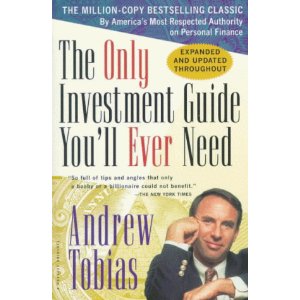 THE MILLION-COPY BESTSELLING CLASSIC
By America's Most Respected Authority
on Personal Finance
The Only
EXPANDED
AND UPDATED
THROUGHOUT
Investment Guide
You'll Ever Need
"So full of tips and angles that only
a booby or a billionaire could not benefit."
—THE NEW YORK TIMES
Andrew
Tobias